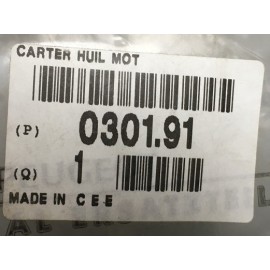 CARTER HUIL MOT
(P) 0301.91
(Q) 1
MADE IN C E E